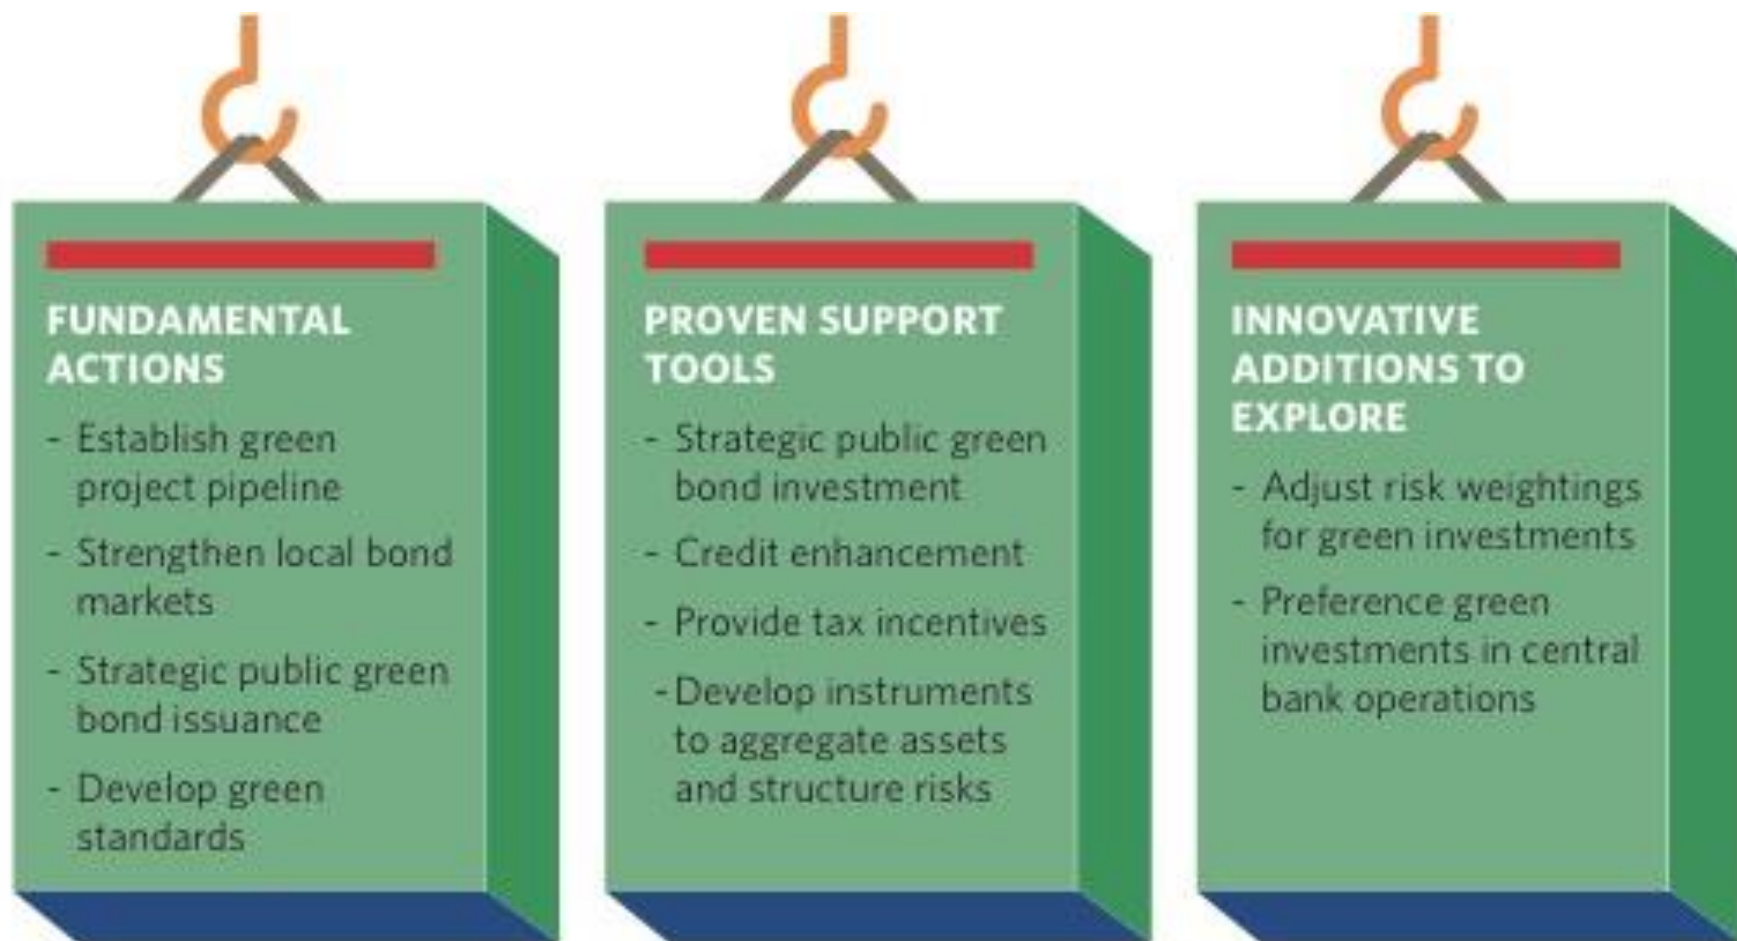 FUNDAMENTAL
ACTIONS
- Establish green
project pipeline
- Strengthen local bond
markets
- Strategic public green
bond issuance
- Develop green
standards
PROVEN SUPPORT
TOOLS
- Strategic public green
bond investment
- Credit enhancement
- Provide tax incentives
- Develop instruments
to aggregate assets
and structure risks
INNOVATIVE
ADDITIONS TO
EXPLORE
- Adjust risk weightings
for green investments
- Preference green
investments in central
bank operations